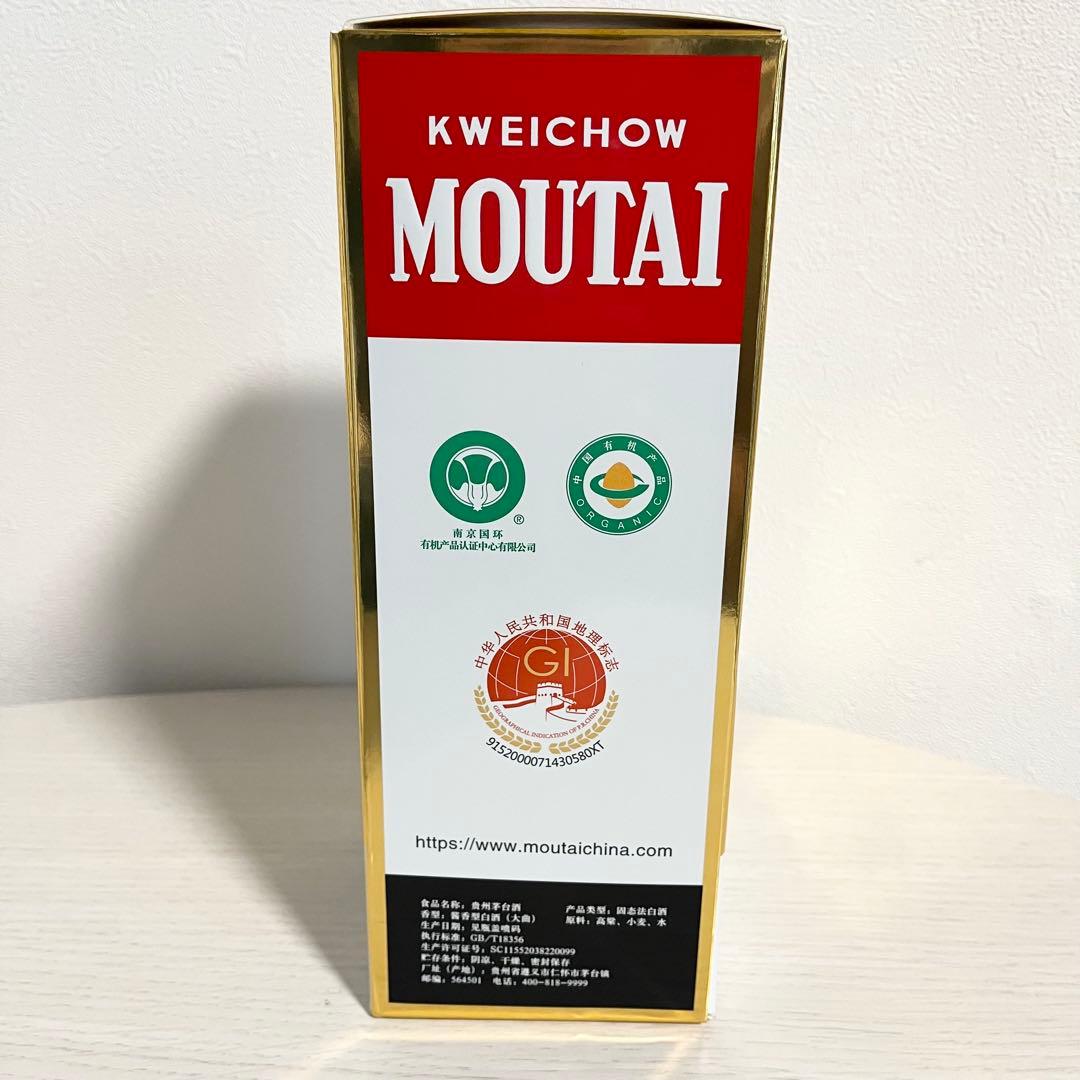 KWEICHOW
MOUTAI
®
南京国环
有机产品认证中心有限公司
中国有机产品
ORGANIC
中华人民共和国地理标志
GI
GEOGRAPHICAL INDICATION OF P.R.CHINA
9152000071430580XT
https://www.moutaichina.com
食品名称：贵州茅台酒 产品类型：固态法白酒
香型：酱香型白酒（大曲） 原料：高粱、小麦、水
生产日期：见瓶盖喷码
执行标准：GB/T18356
生产许可证号：SC11552038220099
贮存条件：阴凉、干燥、密封保存
厂址（产地）：贵州省遵义市仁怀市茅台镇
邮编：564501 电话：400-818-9999